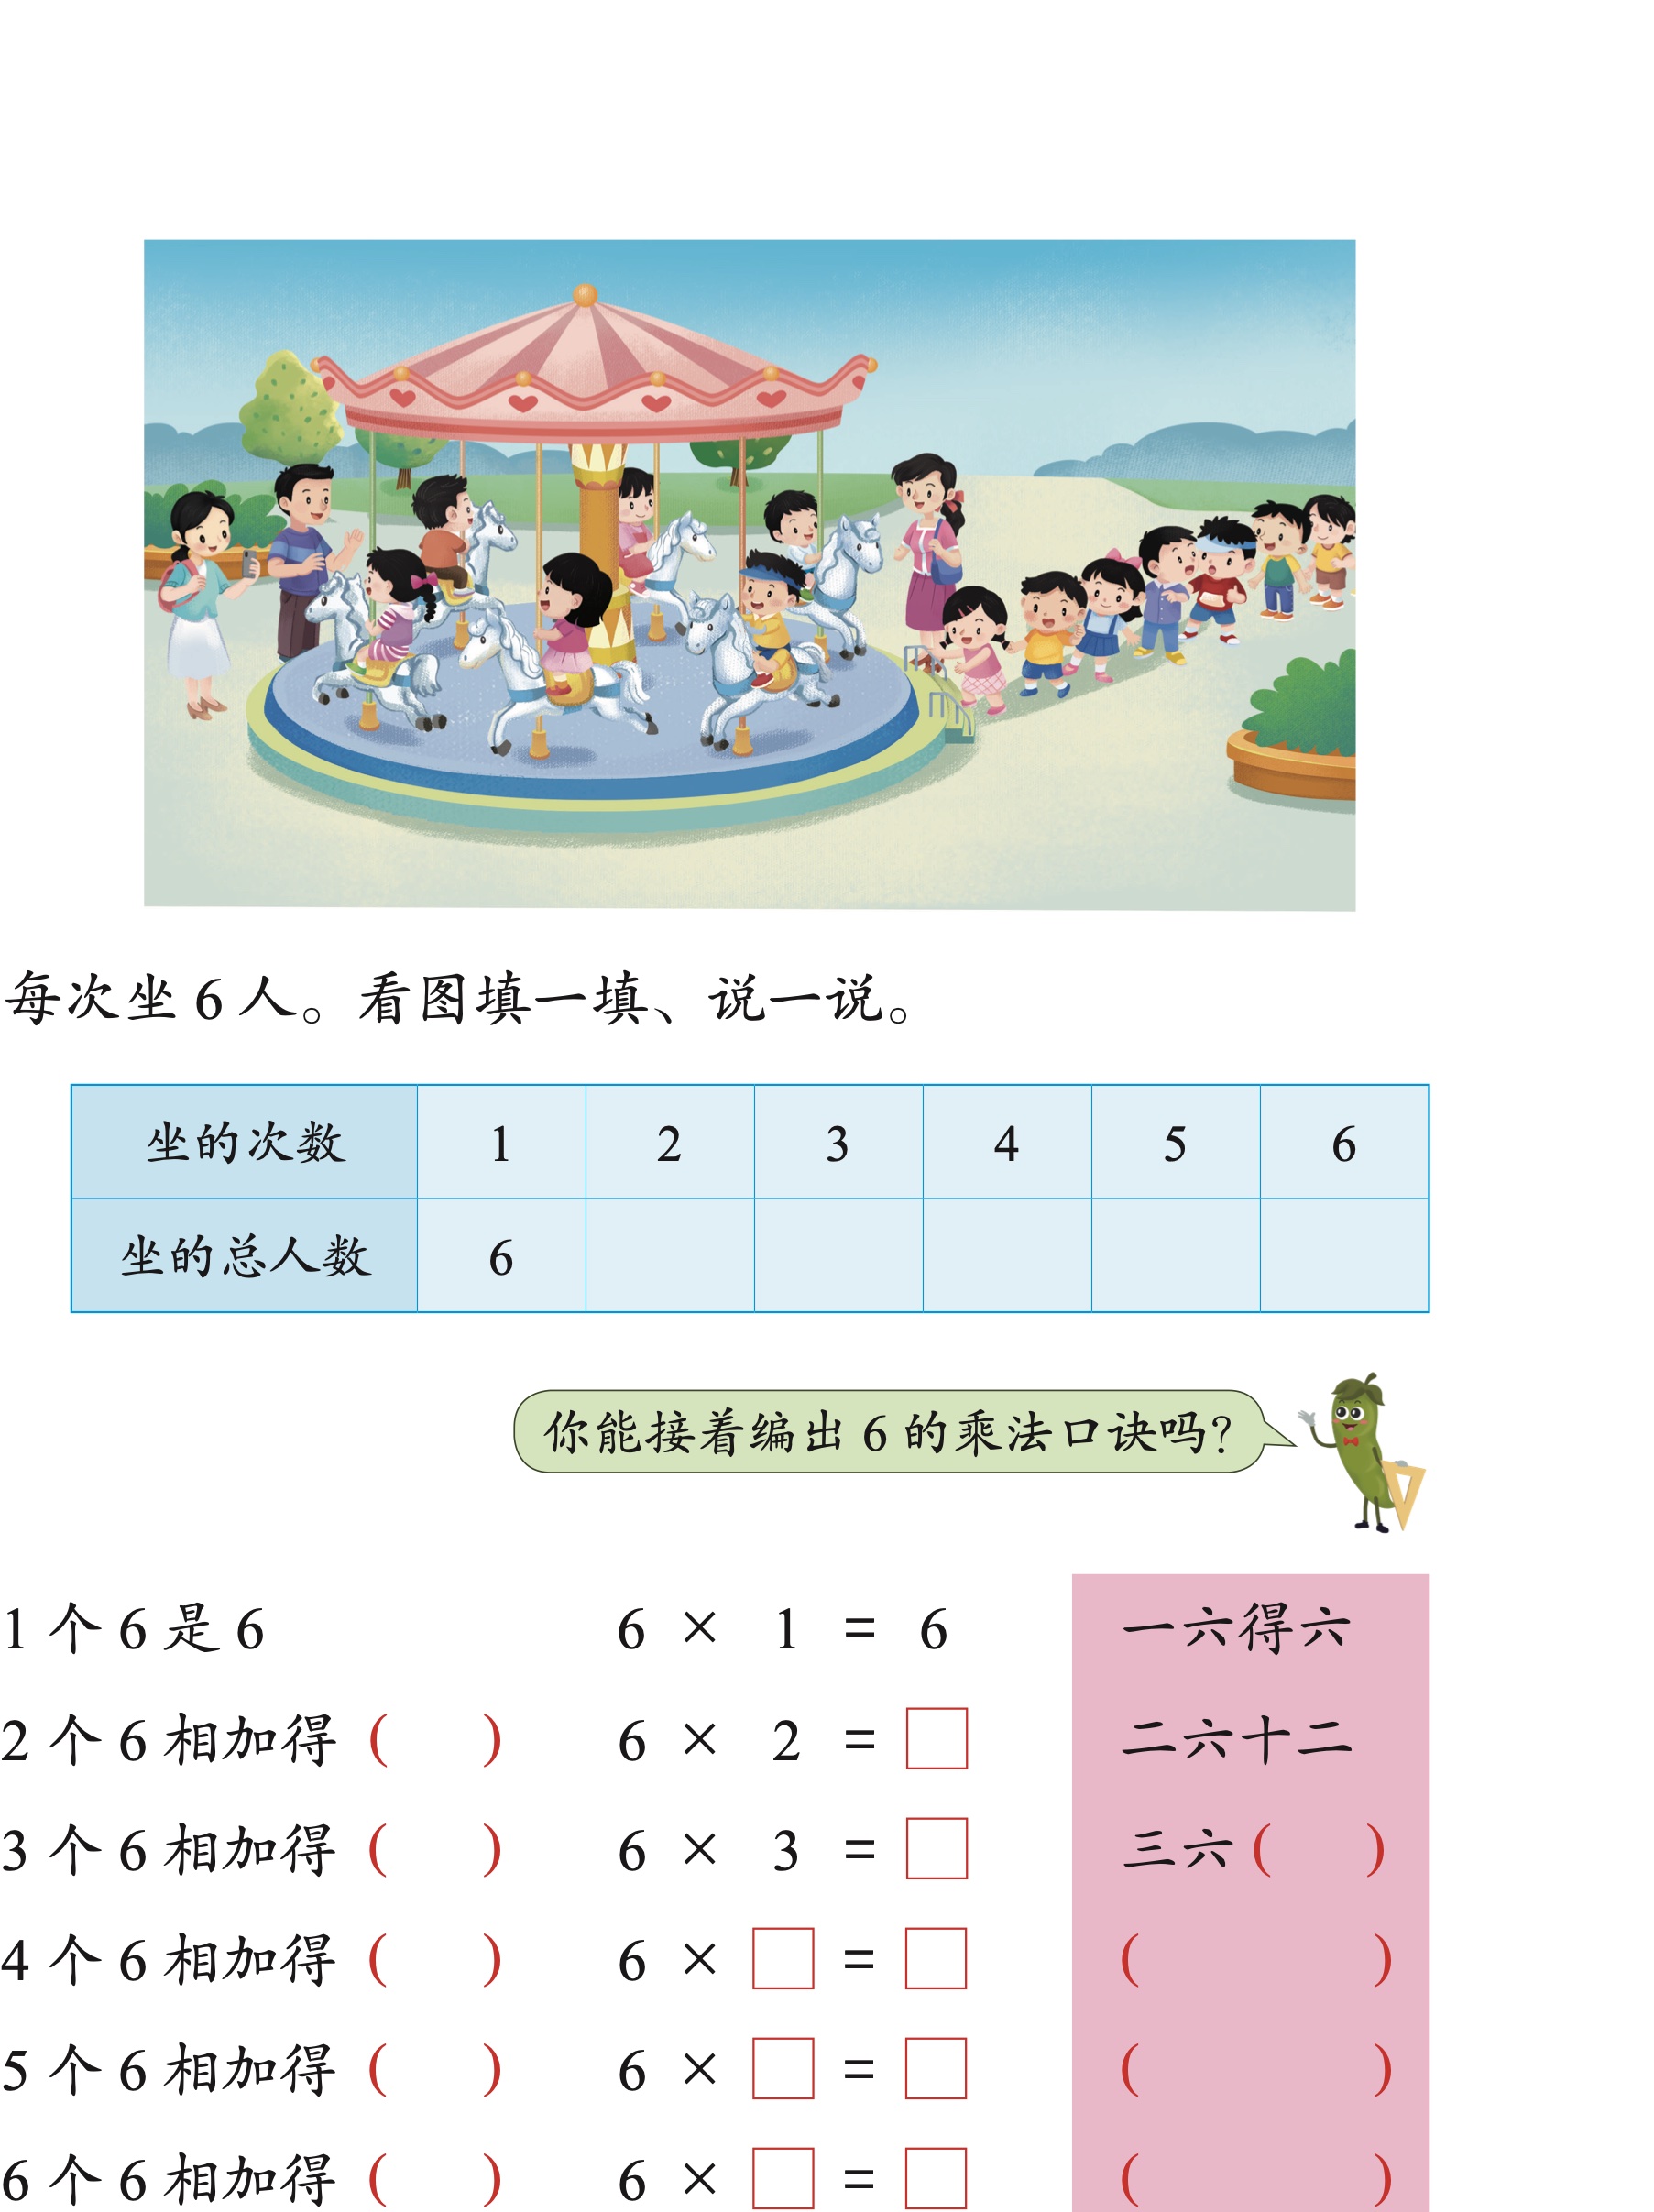 每次坐 6 人。看图填一填、说一说。
坐的次数 1 2 3 4 5 6
坐的总人数 6
你能接着编出 6 的乘法口诀吗？
1 个 6 是 6 6 × 1 = 6 一六得六
2 个 6 相加得 ( ) 6 × 2 = □ 二六十二
3 个 6 相加得 ( ) 6 × 3 = □ 三六 ( )
4 个 6 相加得 ( ) 6 × □ = □ ( )
5 个 6 相加得 ( ) 6 × □ = □ ( )
6 个 6 相加得 ( ) 6 × □ = □ ( )